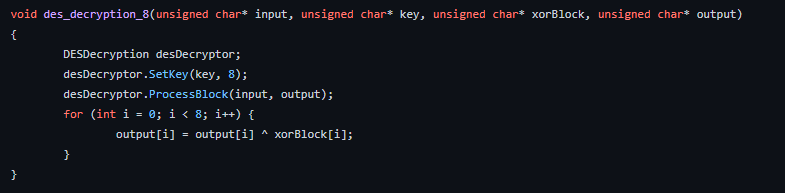 void des_decryption_8(unsigned char* input, unsigned char* key, unsigned char* xorBlock, unsigned char* output)
{
        DESDecryption desDecryptor;
        desDecryptor.SetKey(key, 8);
        desDecryptor.ProcessBlock(input, output);
        for (int i = 0; i < 8; i++) {
                output[i] = output[i] ^ xorBlock[i];
        }
}